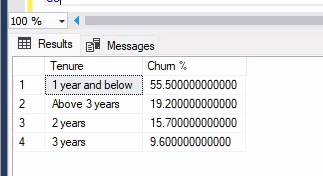 100 %
Results Messages
Tenure Churn %
1 1 year and below 55.500000000000
2 Above 3 years 19.200000000000
3 2 years 15.700000000000
4 3 years 9.600000000000